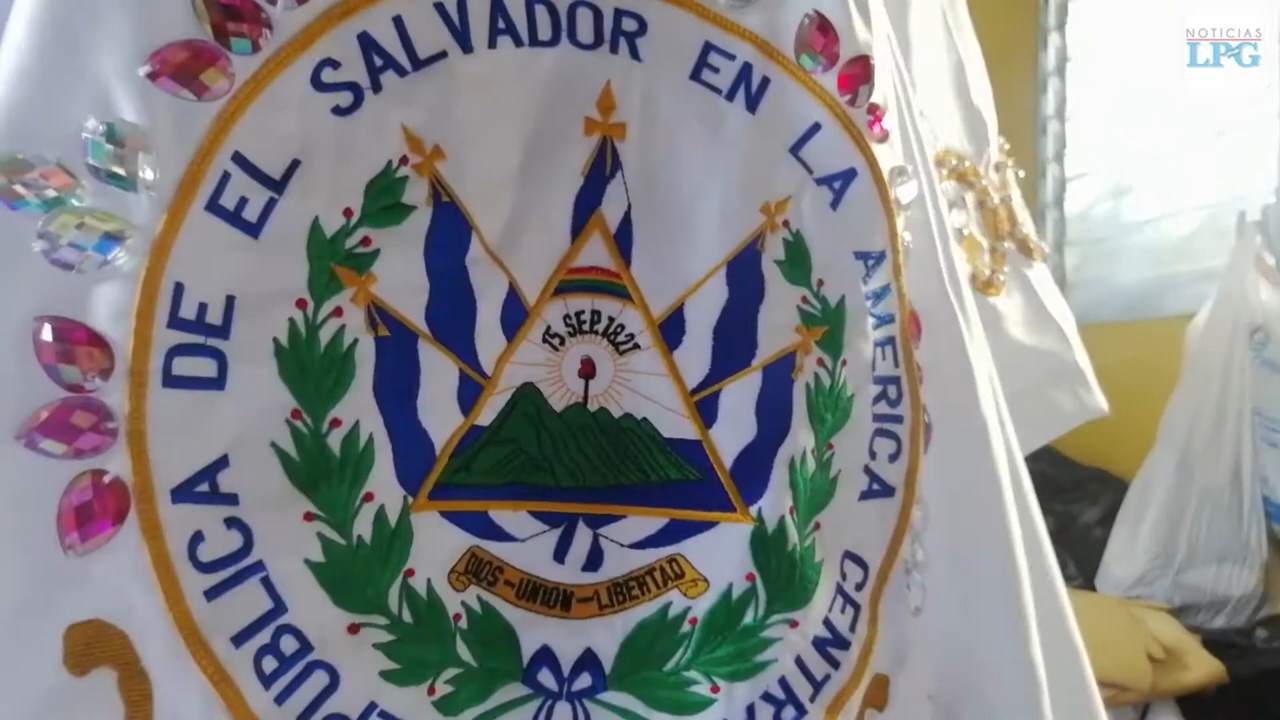 NOTICIAS
LPG
REPUBLICA DE EL SALVADOR EN LA AMERICA CENTRAL
15 SEP.1821
DIOS-UNION-LIBERTAD